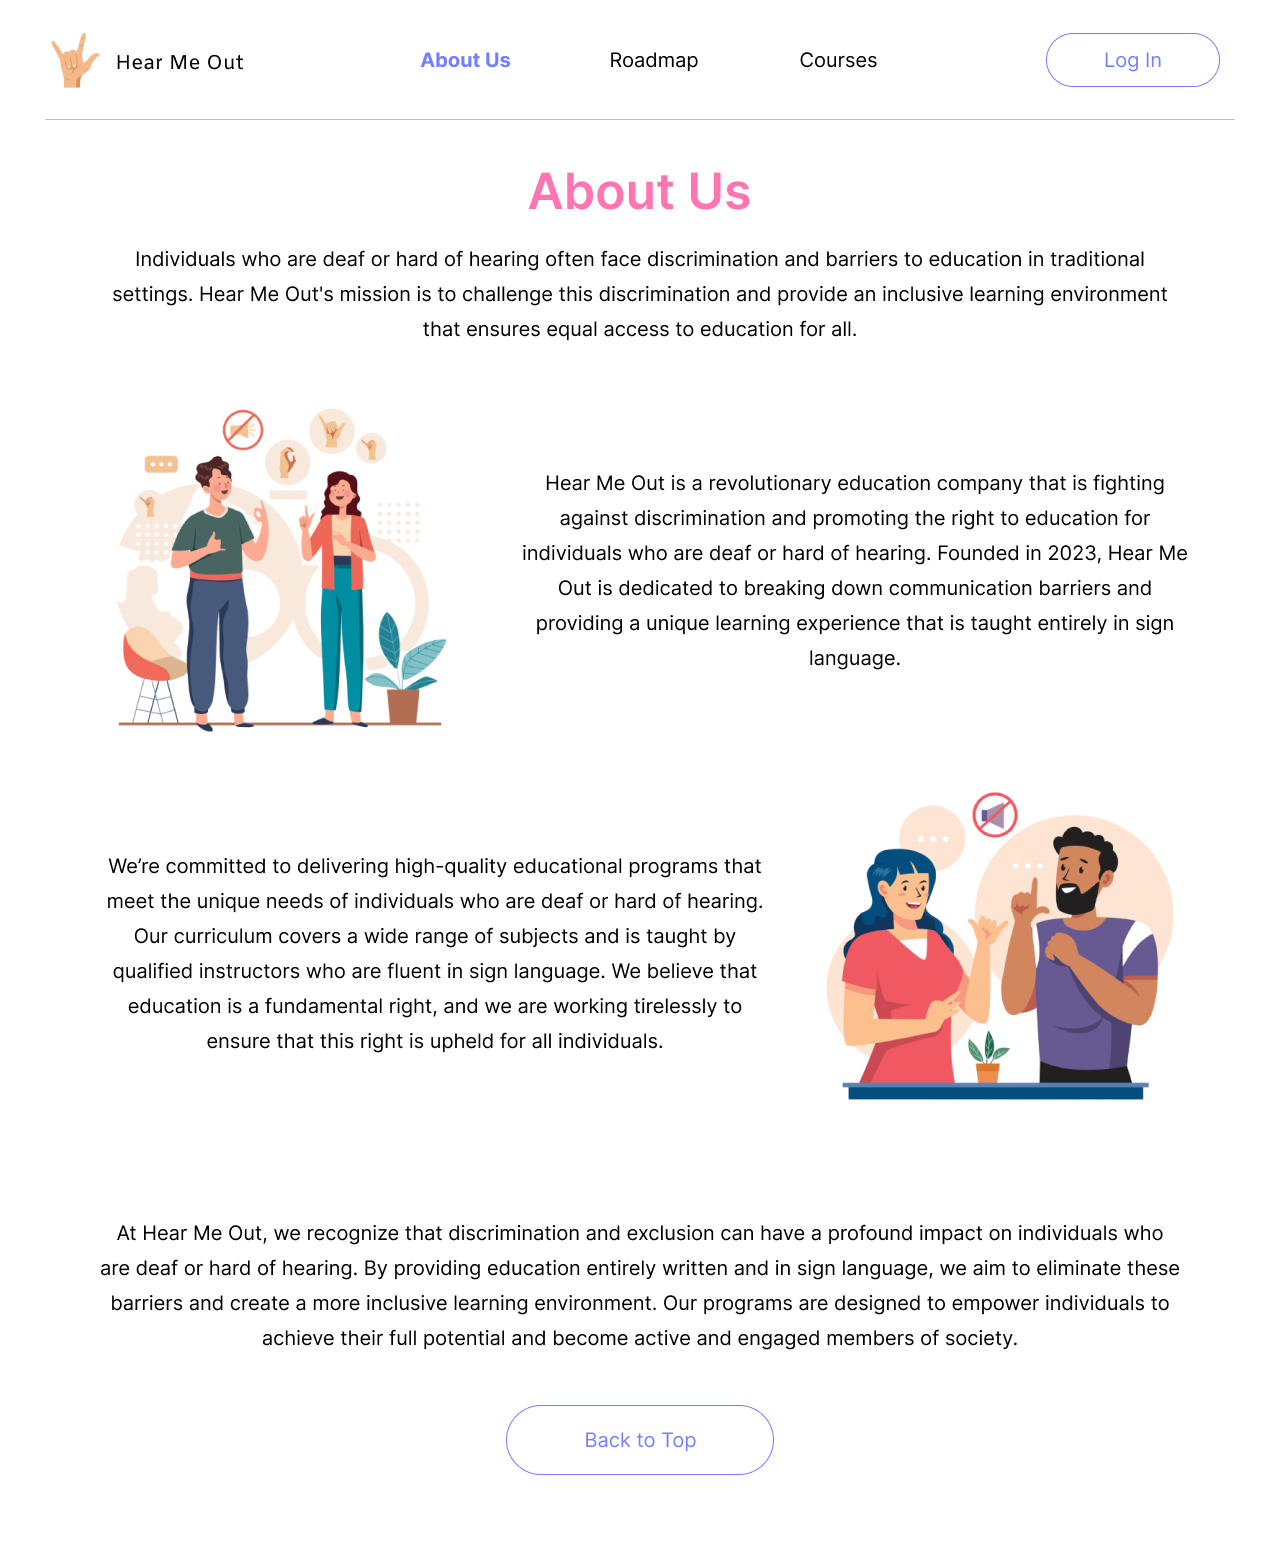 Hear Me Out
About Us
Roadmap
Courses
Log In
About Us
Individuals who are deaf or hard of hearing often face discrimination and barriers to education in traditional
settings. Hear Me Out's mission is to challenge this discrimination and provide an inclusive learning environment
that ensures equal access to education for all.
Hear Me Out is a revolutionary education company that is fighting
against discrimination and promoting the right to education for
individuals who are deaf or hard of hearing. Founded in 2023, Hear Me
Out is dedicated to breaking down communication barriers and
providing a unique learning experience that is taught entirely in sign
language.
We’re committed to delivering high-quality educational programs that
meet the unique needs of individuals who are deaf or hard of hearing.
Our curriculum covers a wide range of subjects and is taught by
qualified instructors who are fluent in sign language. We believe that
education is a fundamental right, and we are working tirelessly to
ensure that this right is upheld for all individuals.
At Hear Me Out, we recognize that discrimination and exclusion can have a profound impact on individuals who
are deaf or hard of hearing. By providing education entirely written and in sign language, we aim to eliminate these
barriers and create a more inclusive learning environment. Our programs are designed to empower individuals to
achieve their full potential and become active and engaged members of society.
Back to Top